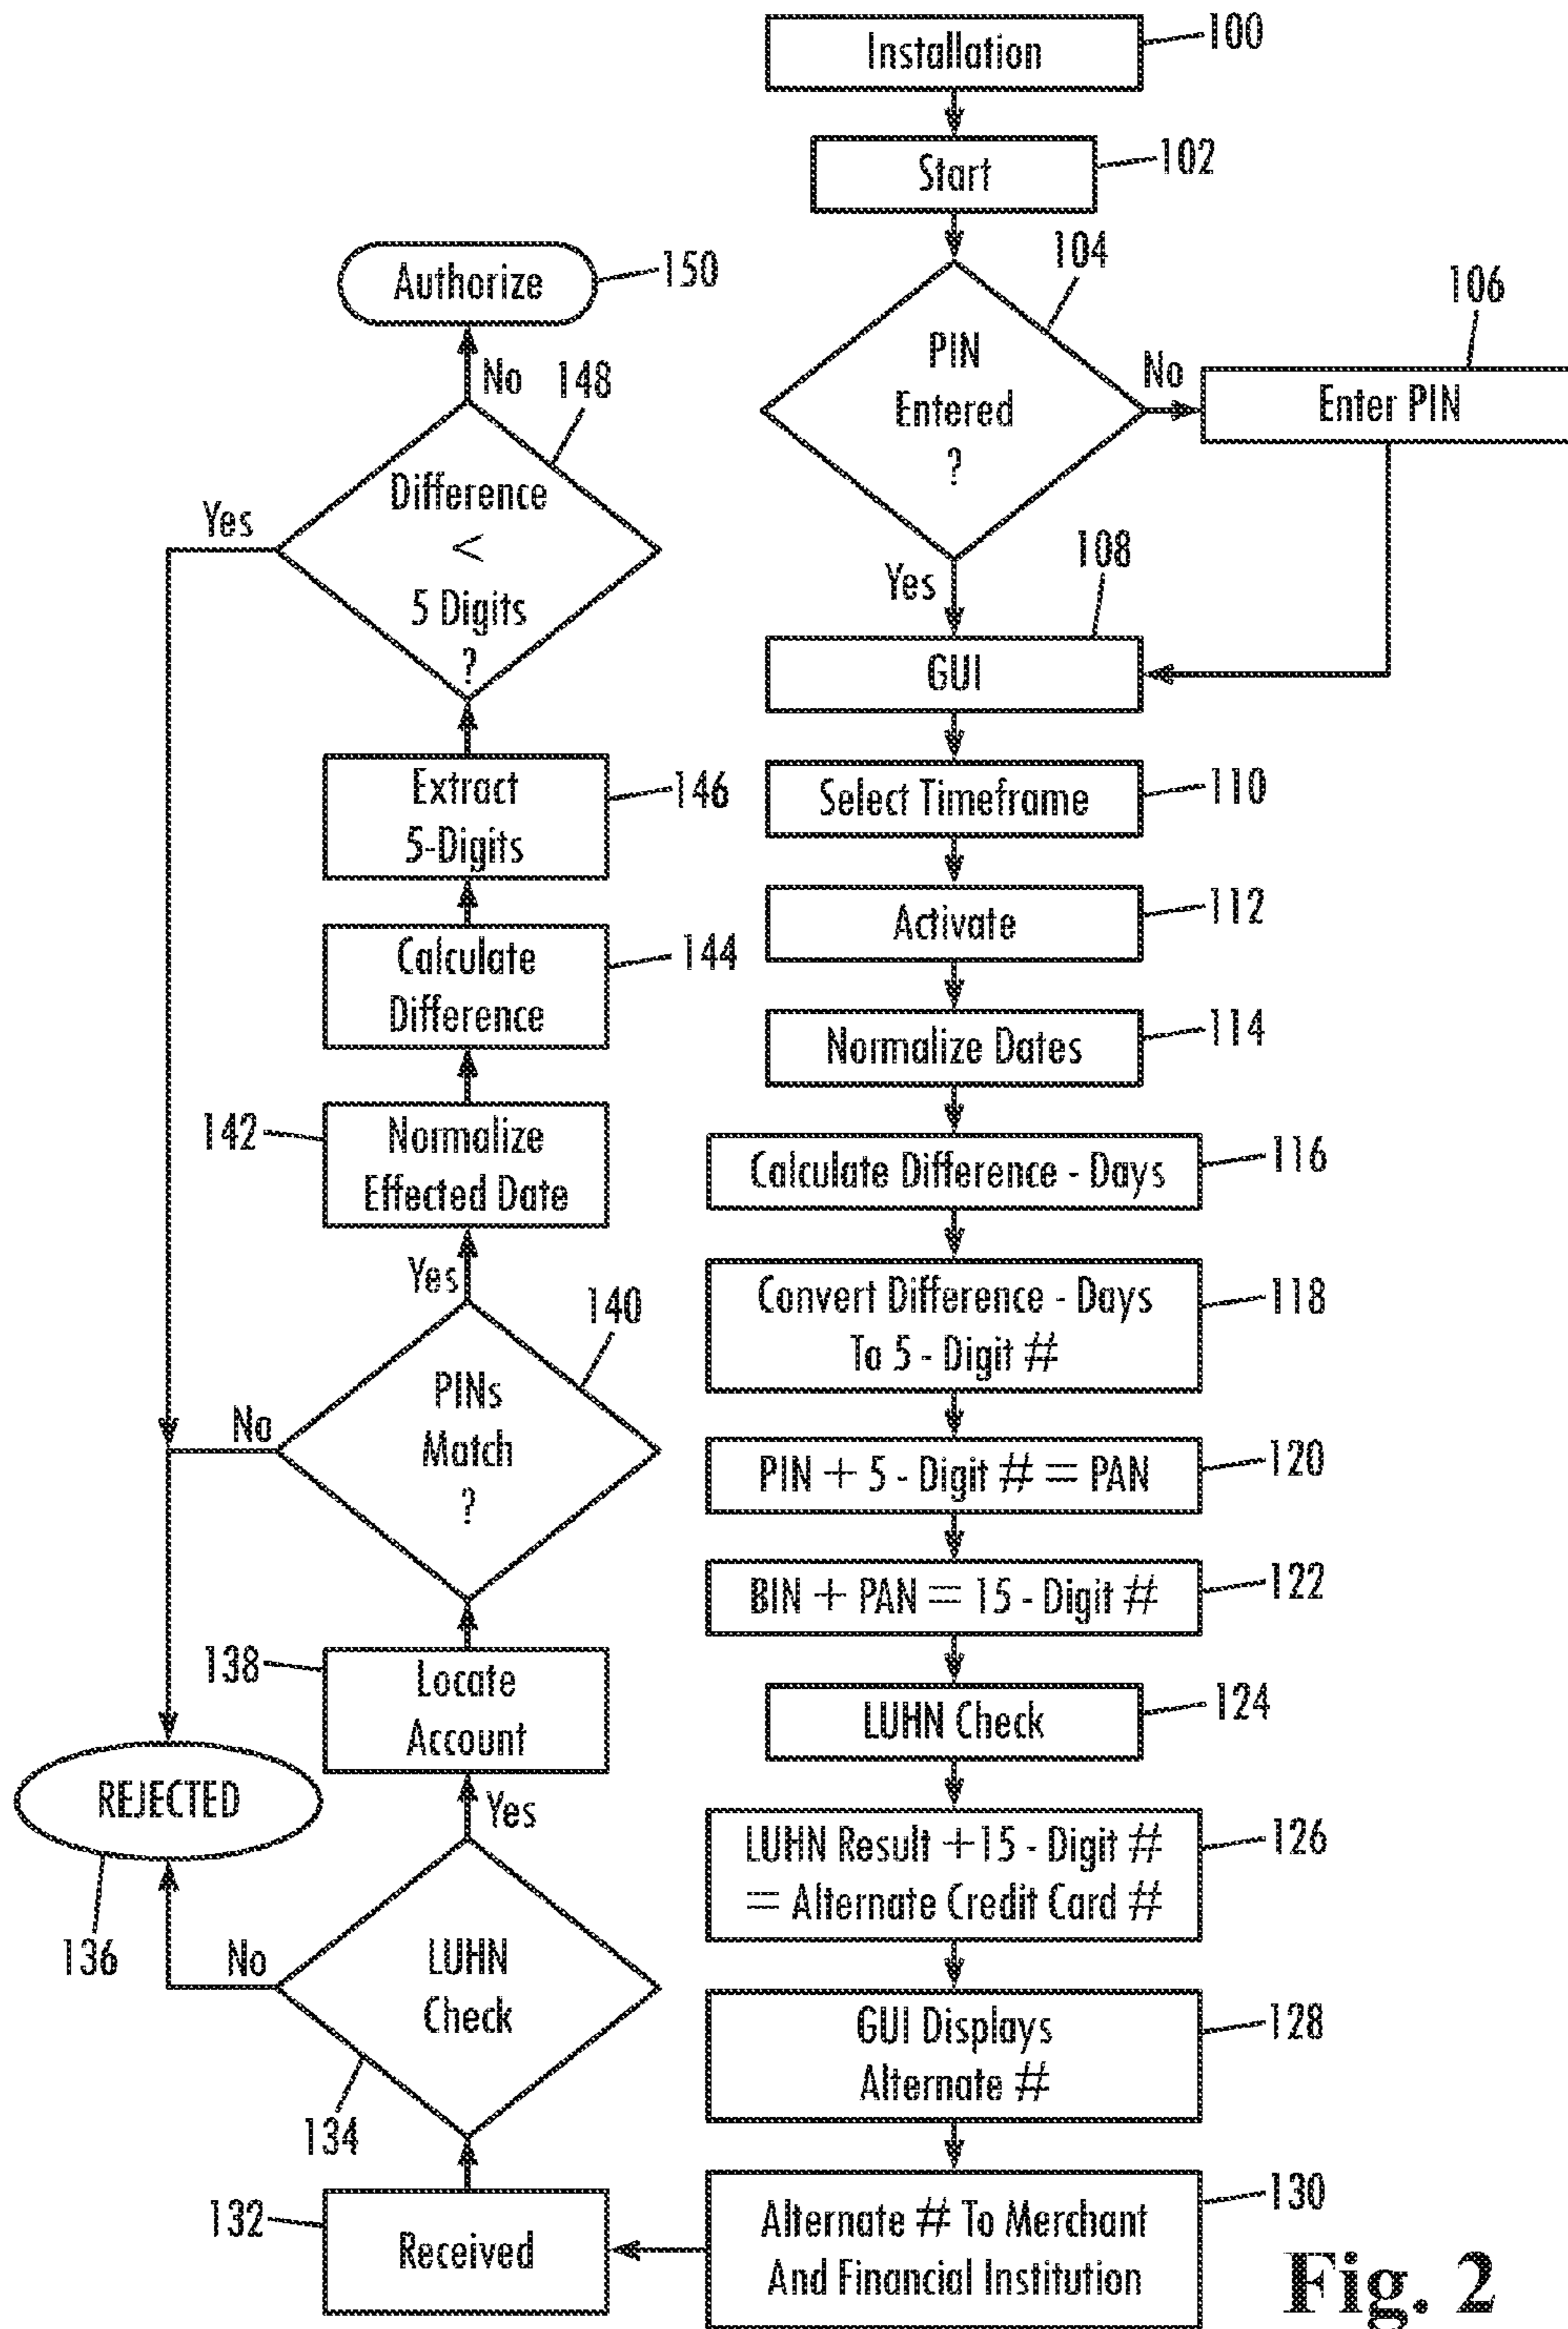 Installation
100
Start
102
PIN
Entered
?
104
No
Enter PIN
106
Yes
GUI
108
Select Timeframe
110
Activate
112
Normalize Dates
114
Calculate Difference - Days
116
Convert Difference - Days
To 5 - Digit #
118
PIN + 5 - Digit # = PAN
120
BIN + PAN = 15 - Digit #
122
LUHN Check
124
LUHN Result +15 - Digit #
= Alternate Credit Card #
126
GUI Displays
Alternate #
128
Alternate # To Merchant
And Financial Institution
130
Received
132
LUHN
Check
134
No
REJECTED
136
Yes
Locate
Account
138
PINs
Match
?
140
No
Yes
Normalize
Effected Date
142
Calculate
Difference
144
Extract
5-Digits
146
Difference
<
5 Digits
?
148
Yes
No
Authorize
150
Fig. 2